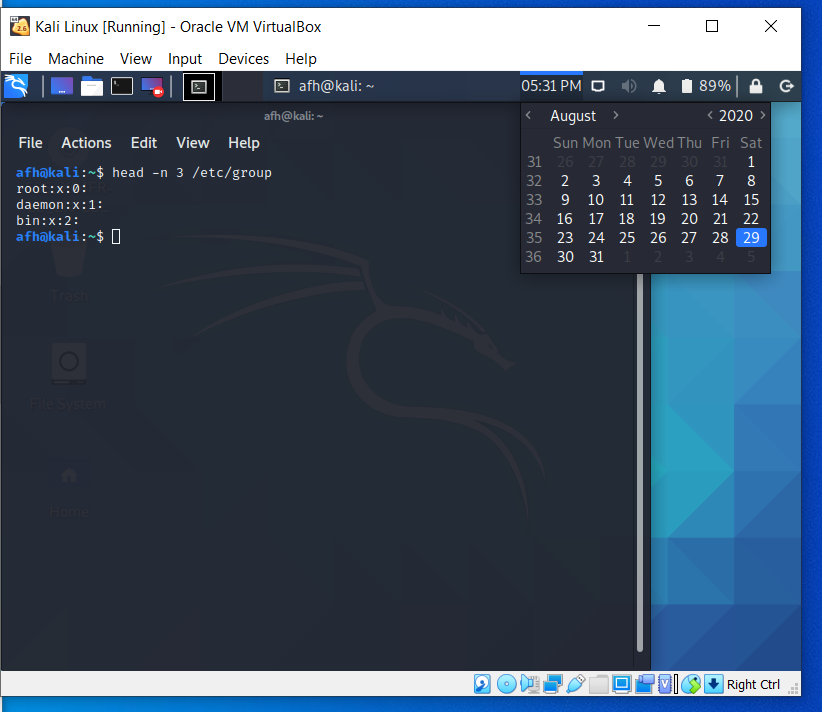 Kali Linux [Running] - Oracle VM VirtualBox
File Machine View Input Devices Help
afh@kali: ~ 05:31 PM 89%
afh@kali: ~
File Actions Edit View Help
afh@kali:~$ head -n 3 /etc/group
root:x:0:
daemon:x:1:
bin:x:2:
afh@kali:~$
Trash
File System
Home
< August > < 2020 >
Sun Mon Tue Wed Thu Fri Sat
31 26 27 28 29 30 31 1
32 2 3 4 5 6 7 8
33 9 10 11 12 13 14 15
34 16 17 18 19 20 21 22
35 23 24 25 26 27 28 29
36 30 31 1 2 3 4 5
Right Ctrl